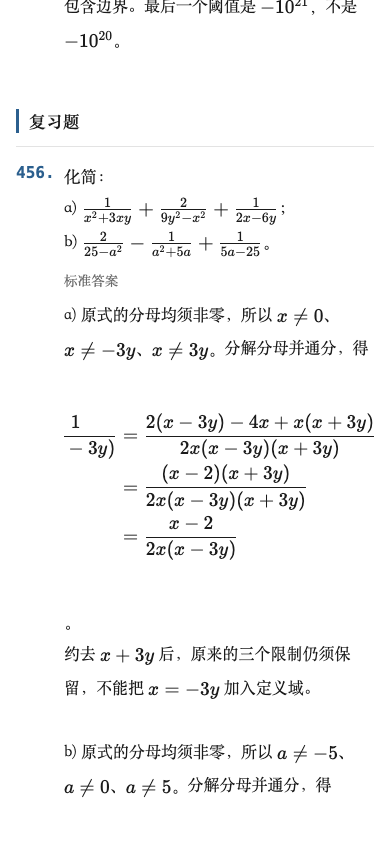 包含边界。最后一个阈值是 −10²¹，不是
−10²⁰。
复习题
456. 化简：
a) 1/(x²+3xy) + 2/(9y²−x²) + 1/(2x−6y)；
b) 2/(25−a²) − 1/(a²+5a) + 1/(5a−25)。
标准答案
a) 原式的分母均须非零，所以 x ≠ 0、
x ≠ −3y、x ≠ 3y。分解分母并通分，得
1/( − 3y) = (2(x − 3y) − 4x + x(x + 3y))/(2x(x − 3y)(x + 3y))
= ((x − 2)(x + 3y))/(2x(x − 3y)(x + 3y))
= (x − 2)/(2x(x − 3y))
。
约去 x + 3y 后，原来的三个限制仍须保
留，不能把 x = −3y 加入定义域。
b) 原式的分母均须非零，所以 a ≠ −5、
a ≠ 0、a ≠ 5。分解分母并通分，得